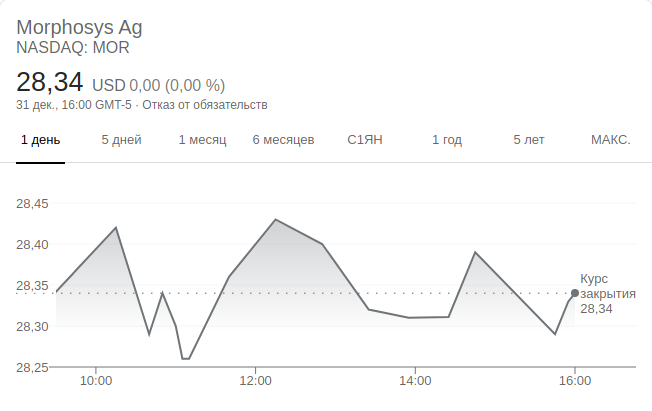 Morphosys Ag
NASDAQ: MOR
28,34 USD 0,00 (0,00 %)
31 дек., 16:00 GMT-5 · Отказ от обязательств
1 день 5 дней 1 месяц 6 месяцев С1ЯН 1 год 5 лет МАКС.
28,45
28,40
28,35
28,30
28,25
Курс
закрытия
28,34
10:00 12:00 14:00 16:00